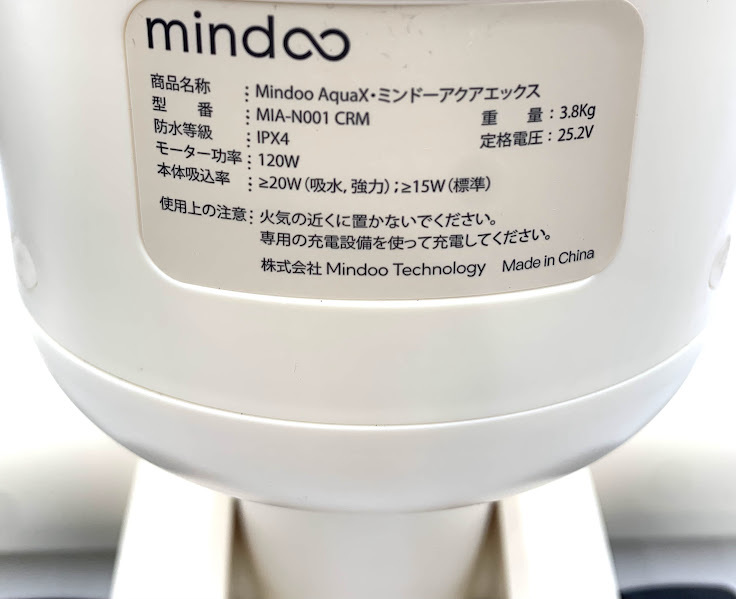 mindoo
商品名称 : Mindoo AquaX・ミンドーアクアエックス
型 番 : MIA-N001 CRM 重 量 : 3.8Kg
防水等級 : IPX4 定格電圧 : 25.2V
モーター功率 : 120W
本体吸込率 : ≥20W（吸水, 強力）;≥15W（標準）
使用上の注意 : 火気の近くに置かないでください。
専用の充電設備を使って充電してください。
株式会社 Mindoo Technology Made in China